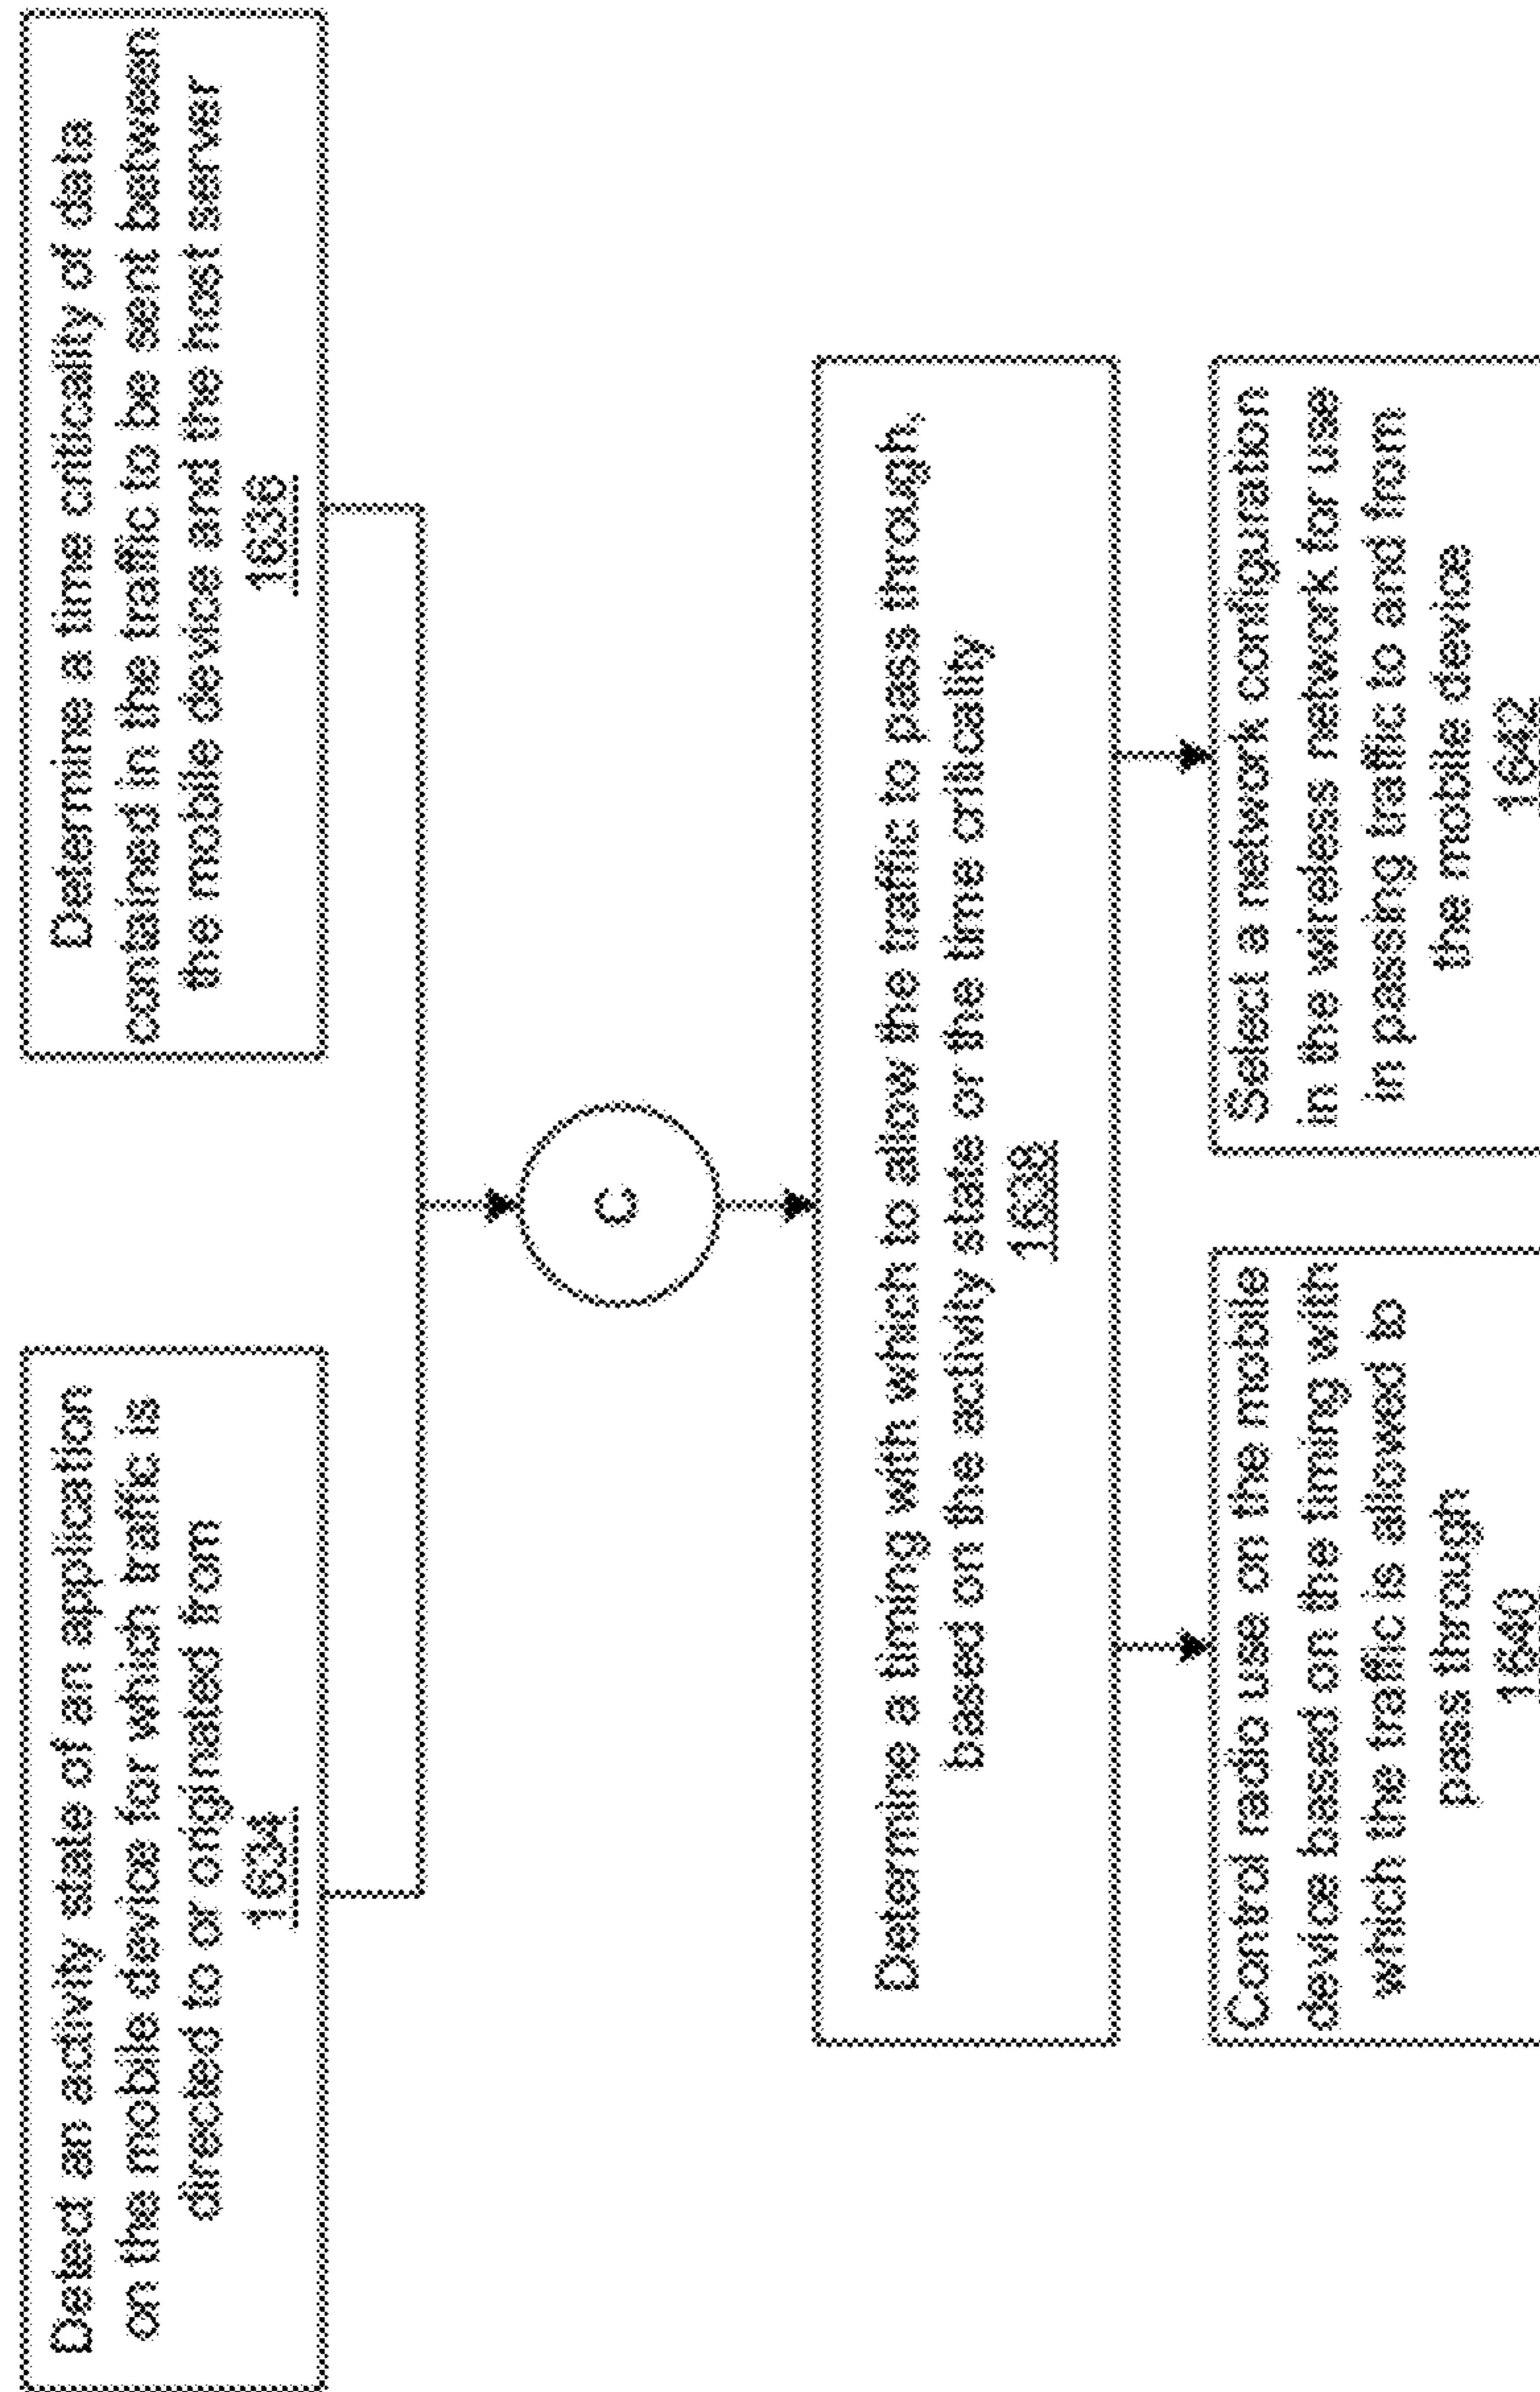 Detect an activity state of an application
on the mobile device for which traffic is
directed to or originated from
1634
Determine a time criticality of data
contained in the traffic to be sent between
the mobile device and the host server
1636
C
Determine a timing with which to allow the traffic to pass through,
based on the activity state or the time criticality
1638
Control radio use on the mobile
device based on the timing with
which the traffic is allowed to
pass through
1640
Select a network configuration
in the wireless network for use
in passing traffic to and from
the mobile device
1642